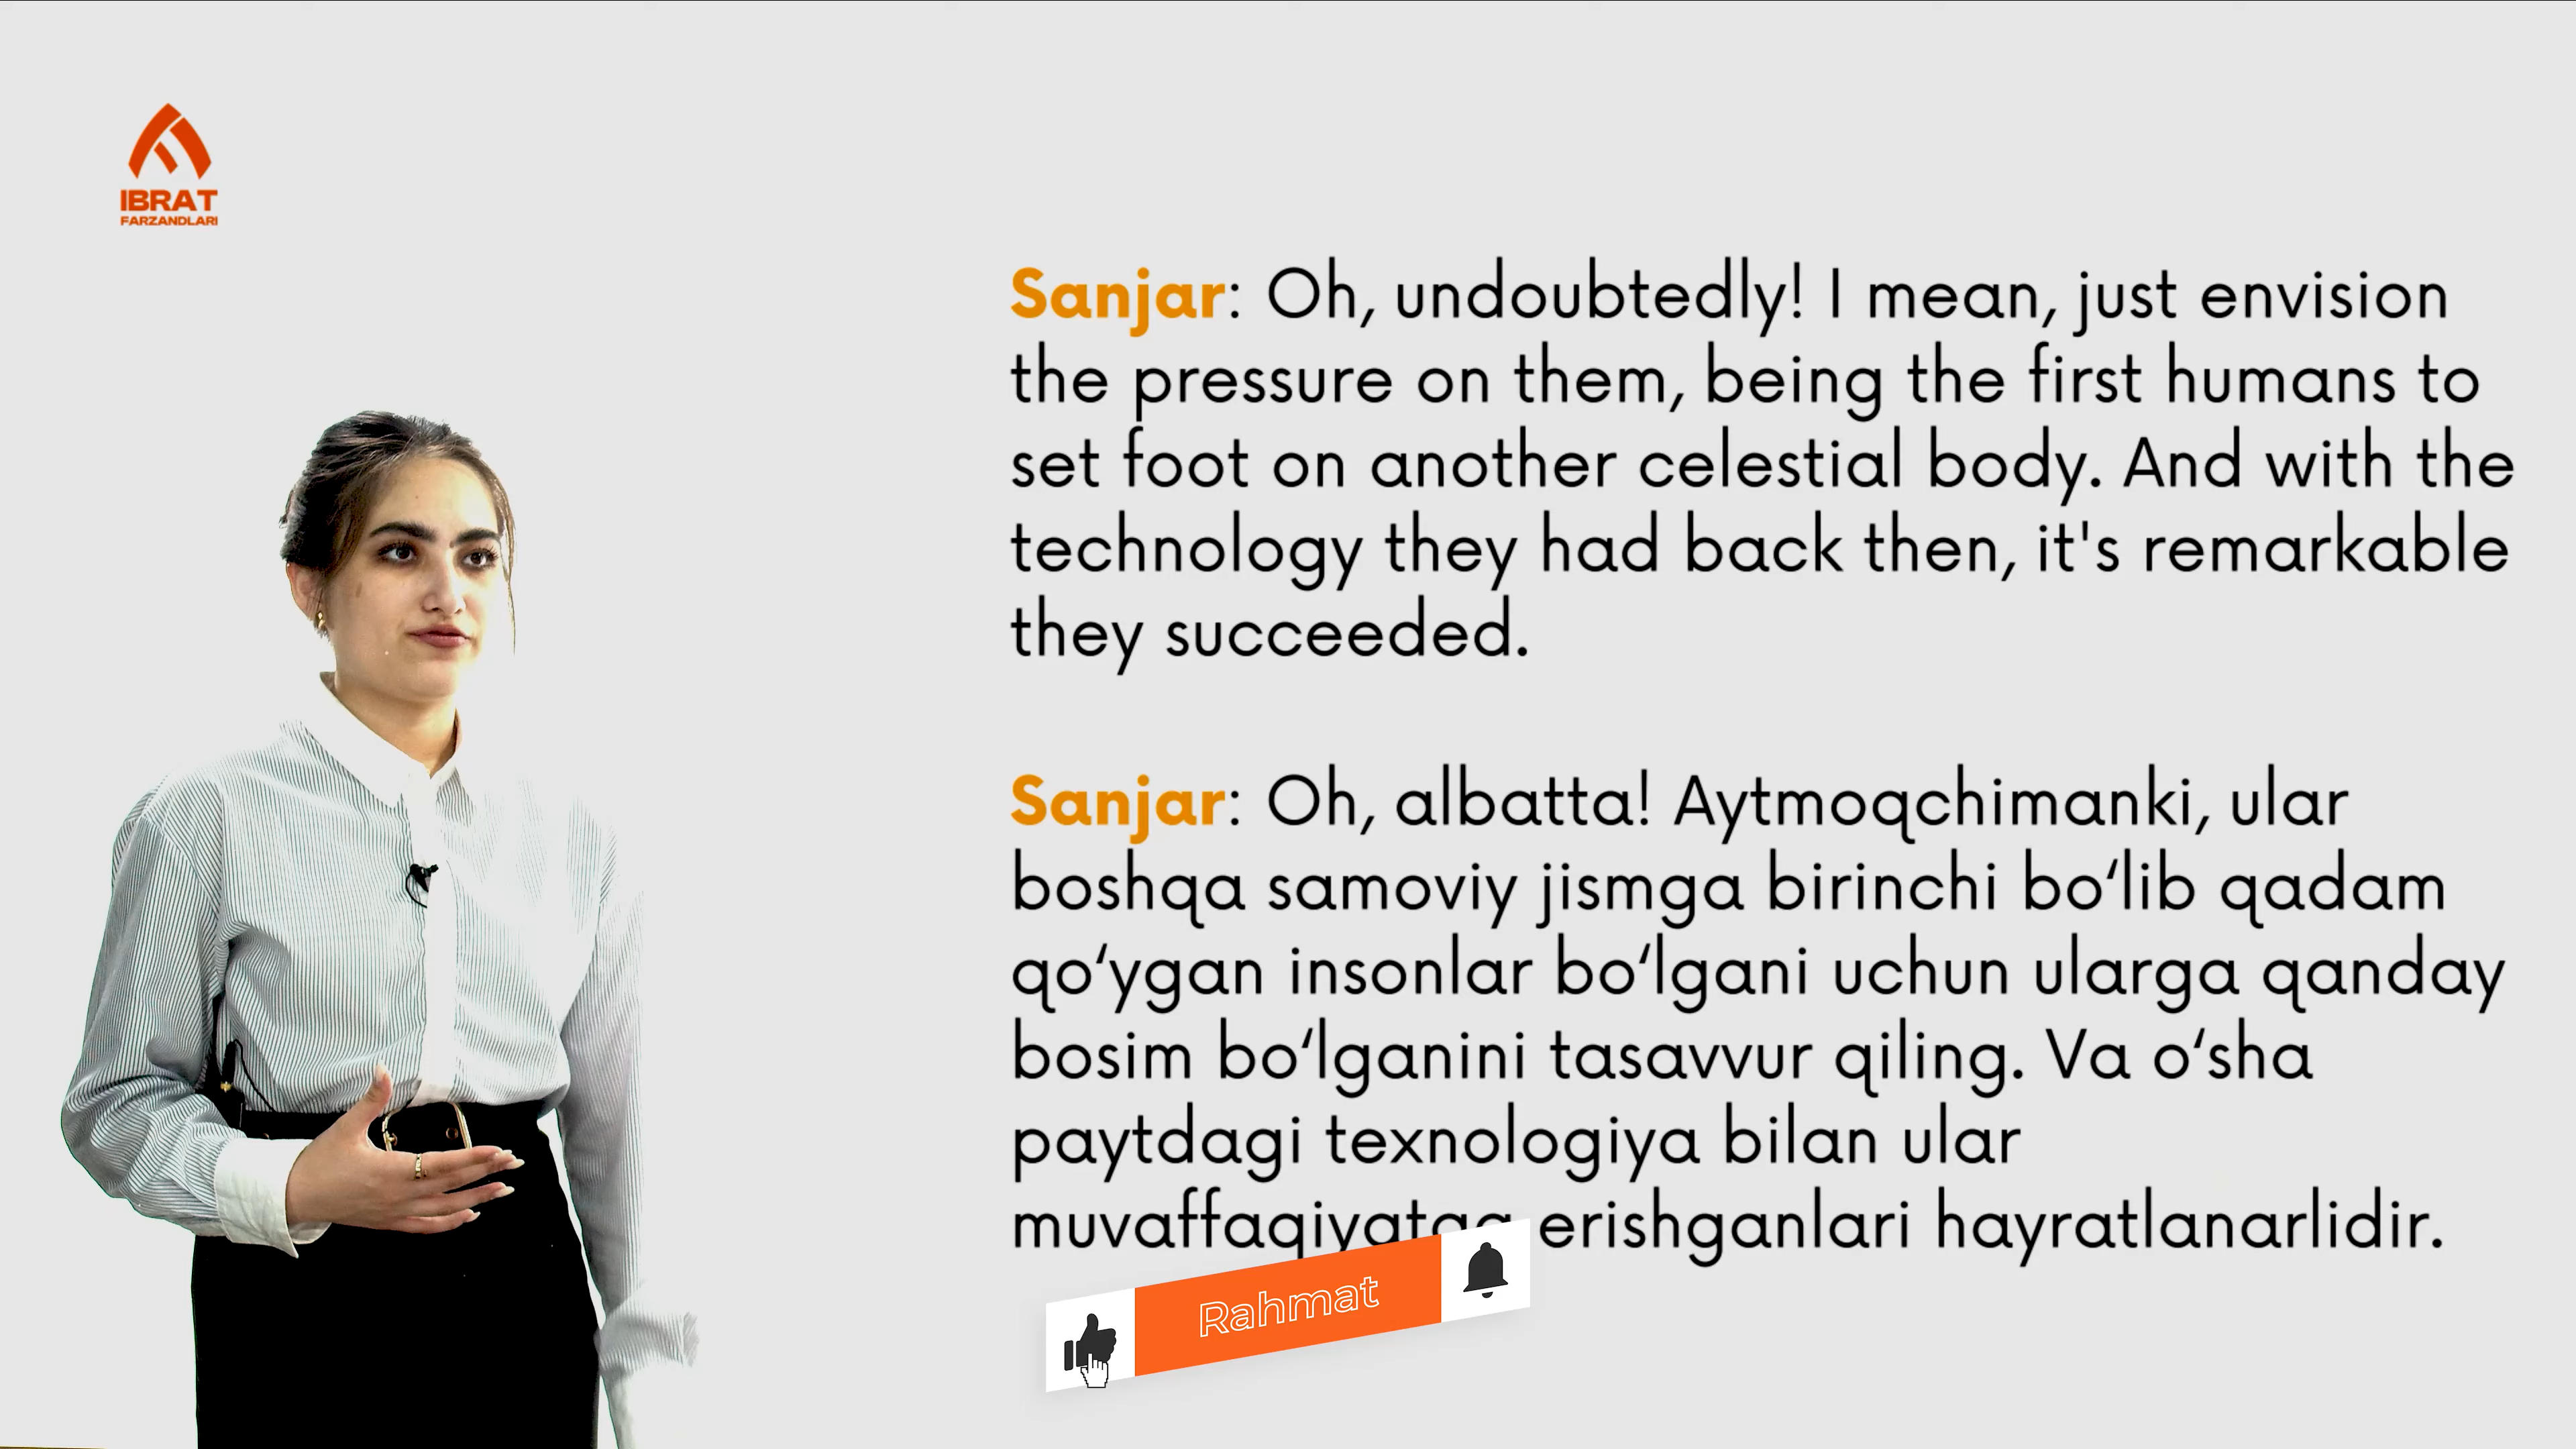 IBRAT
FARZANDLARI
Sanjar: Oh, undoubtedly! I mean, just envision
the pressure on them, being the first humans to
set foot on another celestial body. And with the
technology they had back then, it's remarkable
they succeeded.
Sanjar: Oh, albatta! Aytmoqchimanki, ular
boshqa samoviy jismga birinchi bo‘lib qadam
qo‘ygan insonlar bo‘lgani uchun ularga qanday
bosim bo‘lganini tasavvur qiling. Va o‘sha
paytdagi texnologiya bilan ular
muvaffaqiyatga erishganlari hayratlanarlidir.
Rahmat